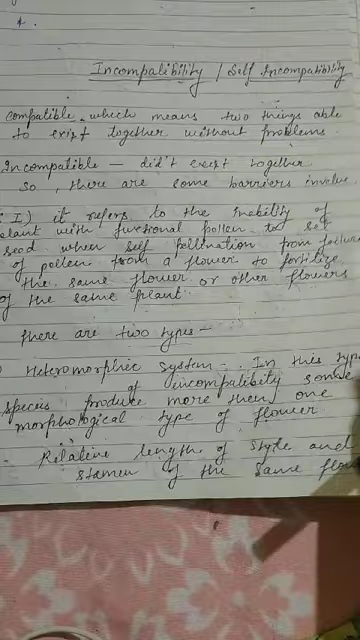 Incompatibility / Self Incompatibility
compatible which means two things able
to exist together without problems
Incompatible — did't exist together
So, there are some barriers involve
I) it refers to the inability of
plant with functional pollen to set
seed when self pollination from failure
of pollen from a flower to fertilize
the same flower or other flowers
of the same plant.
there are two types —
Heteromorphic system - In this type
of incompatibility some
species produce more then one
morphological type of flower
Relative length of style and
stamen of the same